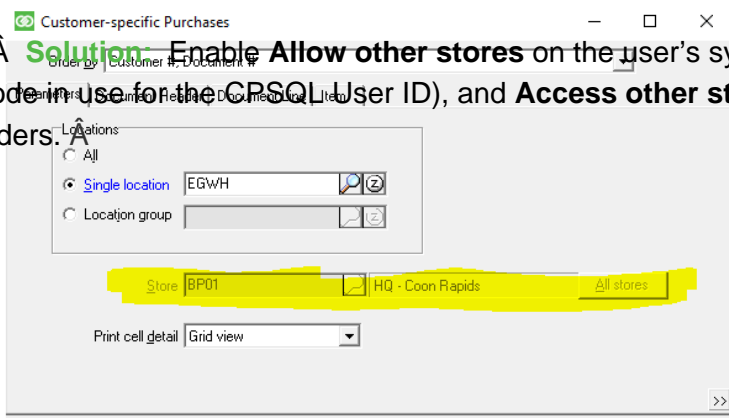 Customer-specific Purchases
Â Solution: Enable Allow other stores on the user's sy
Order by Customer #, Document #
ode in use for the CPSQL User ID), and Access other st
Parameters Document Header Document Line Item
ders. Â
Locations
All
Single location EGWH
Location group
Store BP01 HQ - Coon Rapids All stores
Print cell detail Grid view
>>